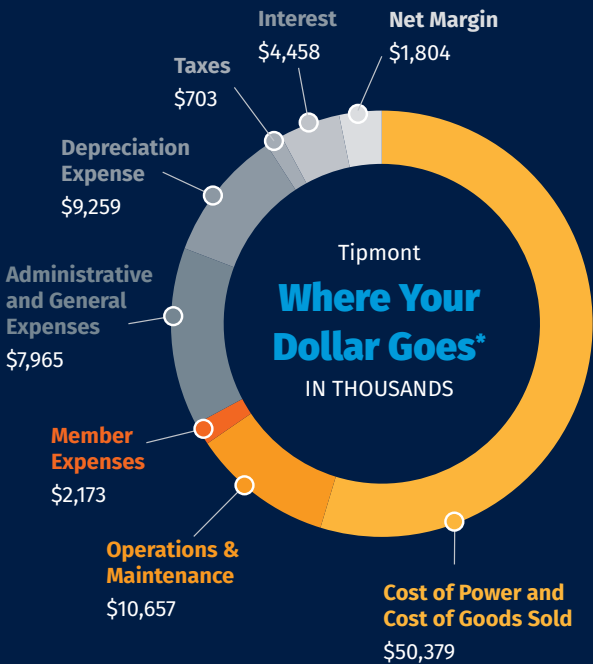 Interest
$4,458
Net Margin
$1,804
Taxes
$703
Depreciation
Expense
$9,259
Administrative
and General
Expenses
$7,965
Member
Expenses
$2,173
Operations &
Maintenance
$10,657
Cost of Power and
Cost of Goods Sold
$50,379
Tipmont
Where Your
Dollar Goes*
IN THOUSANDS